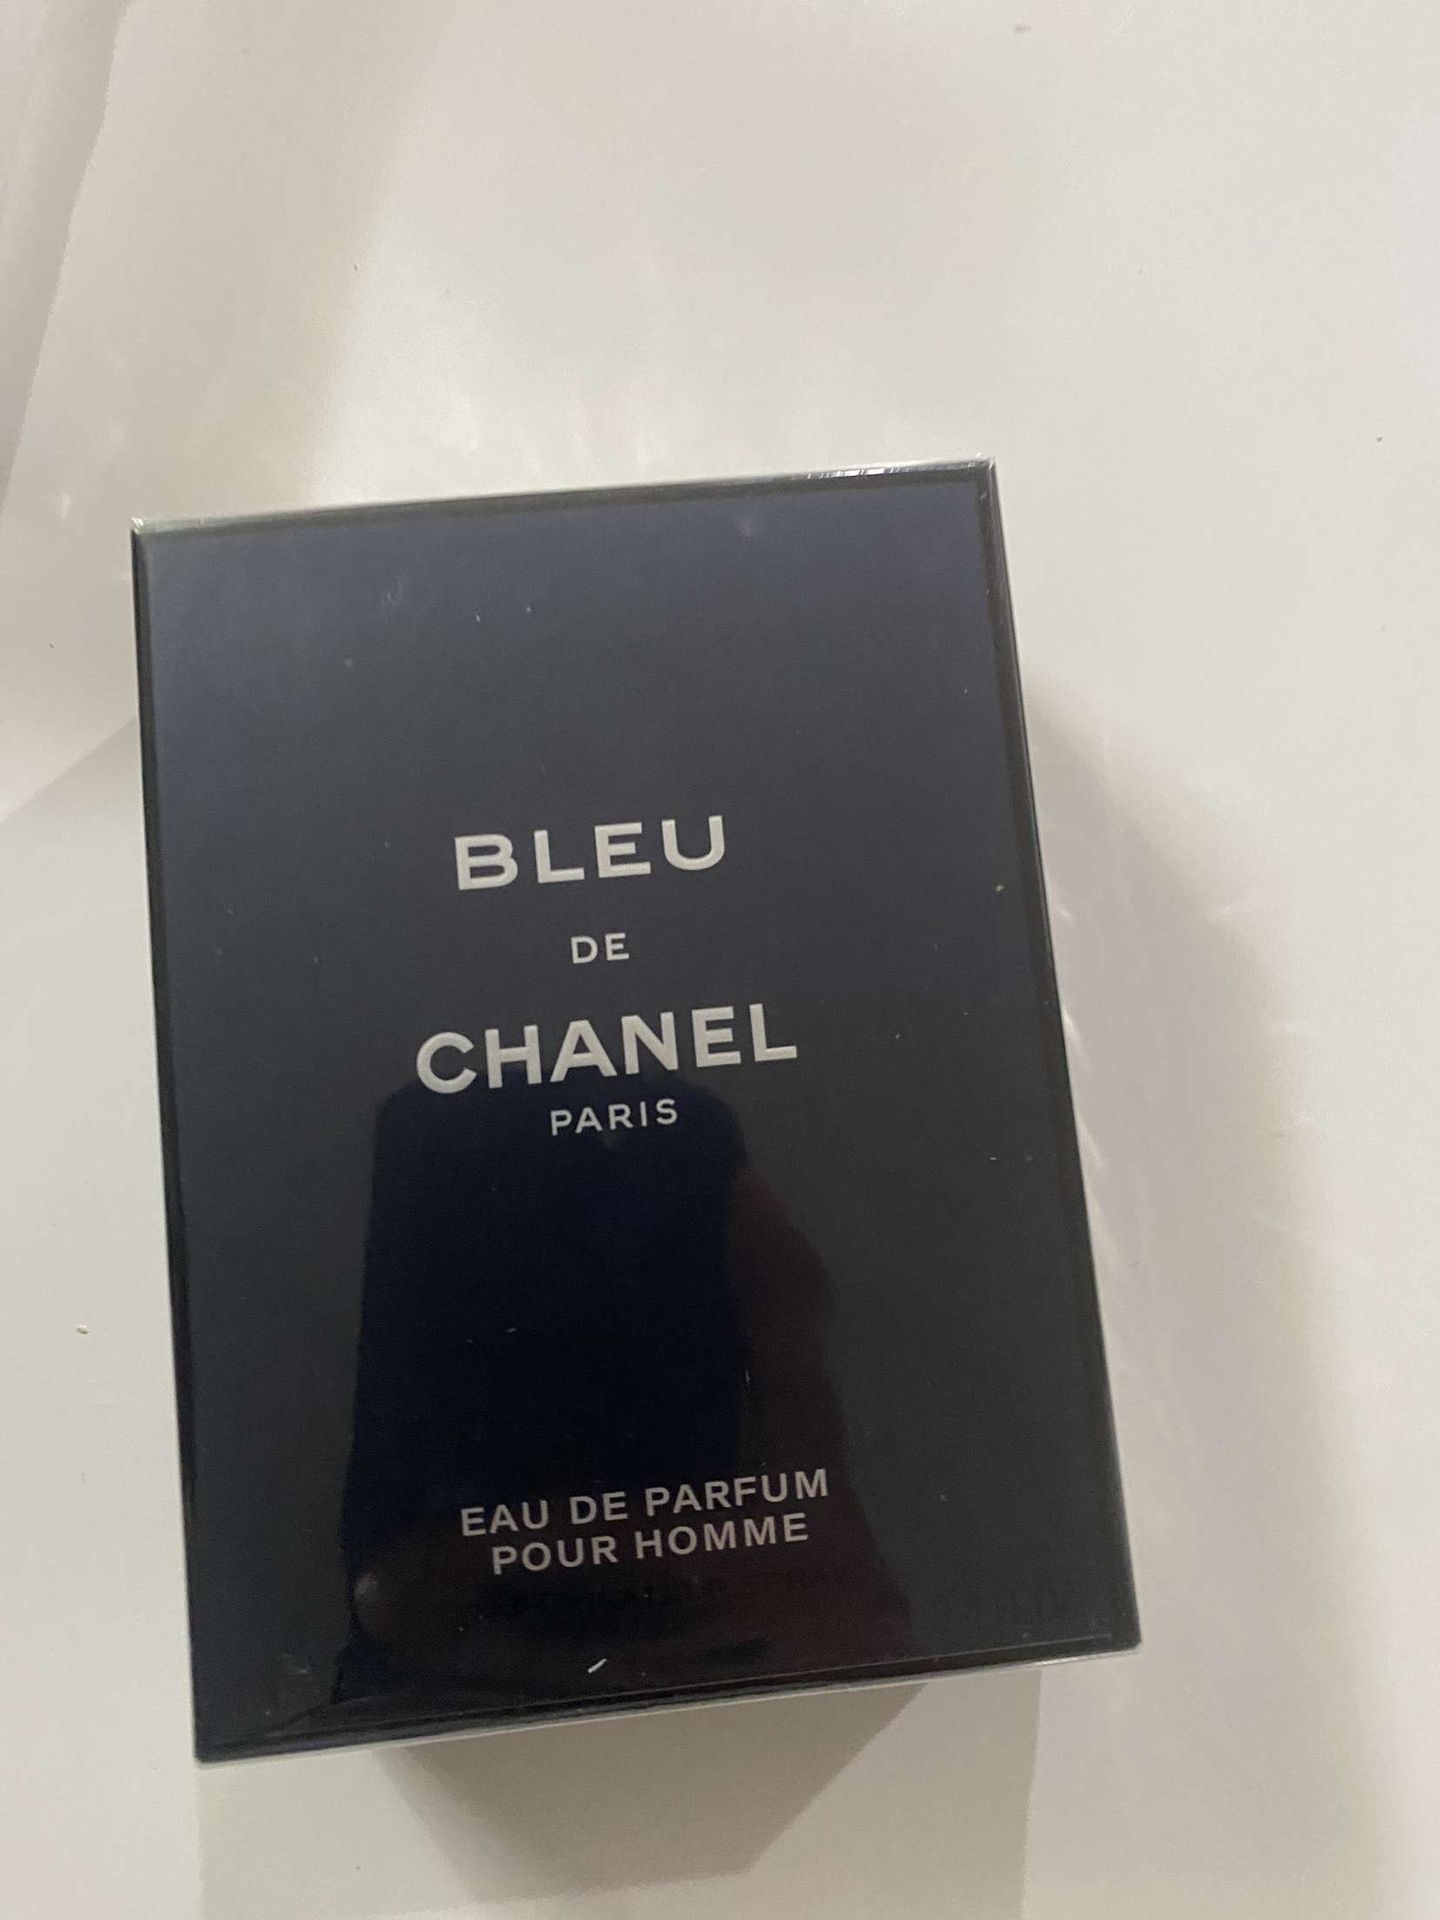 BLEU
DE
CHANEL
PARIS
EAU DE PARFUM
POUR HOMME